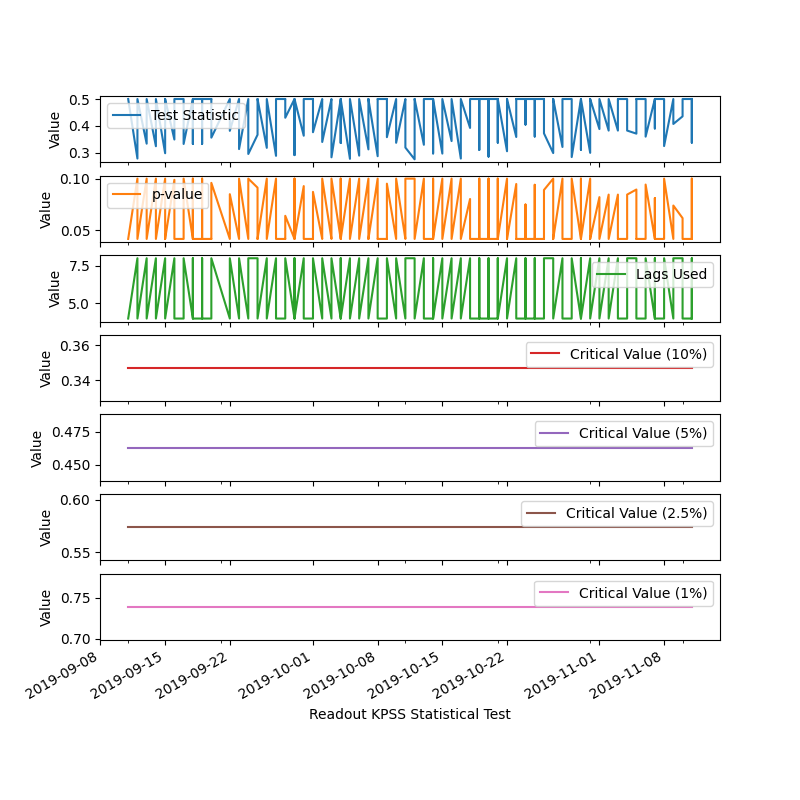 0.5
0.4
0.3
Value
Test Statistic
0.10
0.05
Value
p-value
7.5
5.0
Value
Lags Used
0.36
0.34
Value
Critical Value (10%)
0.475
0.450
Value
Critical Value (5%)
0.60
0.55
Value
Critical Value (2.5%)
0.75
0.70
Value
Critical Value (1%)
2019-09-08
2019-09-15
2019-09-22
2019-10-01
2019-10-08
2019-10-15
2019-10-22
2019-11-01
2019-11-08
Readout KPSS Statistical Test